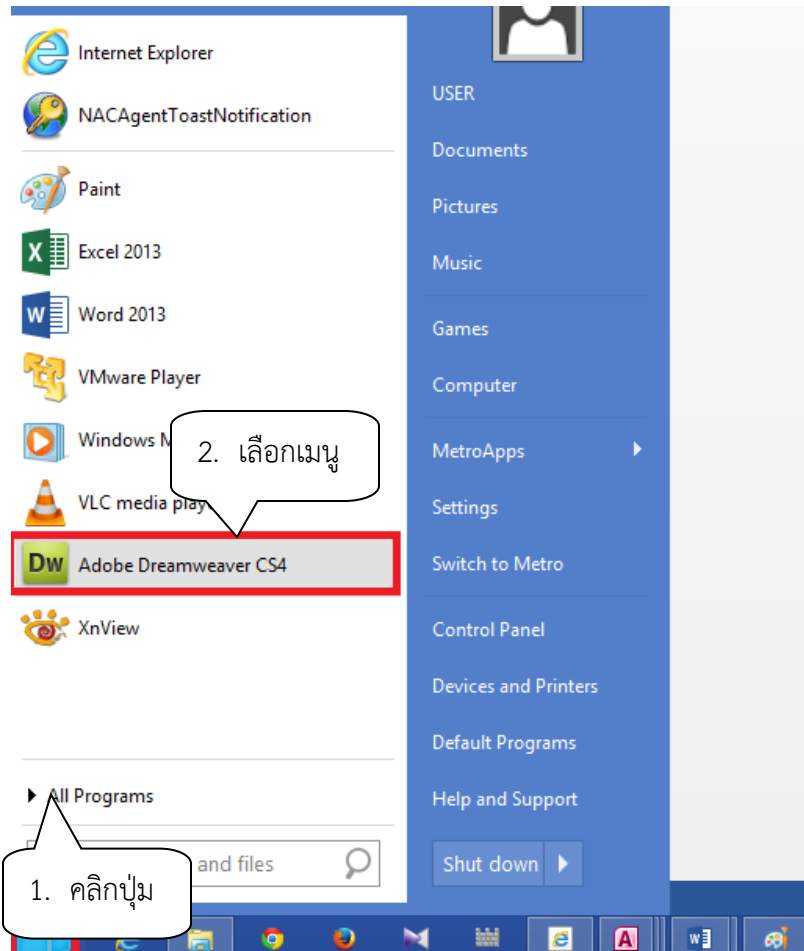 Internet Explorer
NACAgentToastNotification
Paint
Excel 2013
Word 2013
VMware Player
Windows
2. เลือกเมนู
VLC media
Dw Adobe Dreamweaver CS4
XnView
All Programs
and files
1. คลิกปุ่ม
USER
Documents
Pictures
Music
Games
Computer
MetroApps
Settings
Switch to Metro
Control Panel
Devices and Printers
Default Programs
Help and Support
Shut down